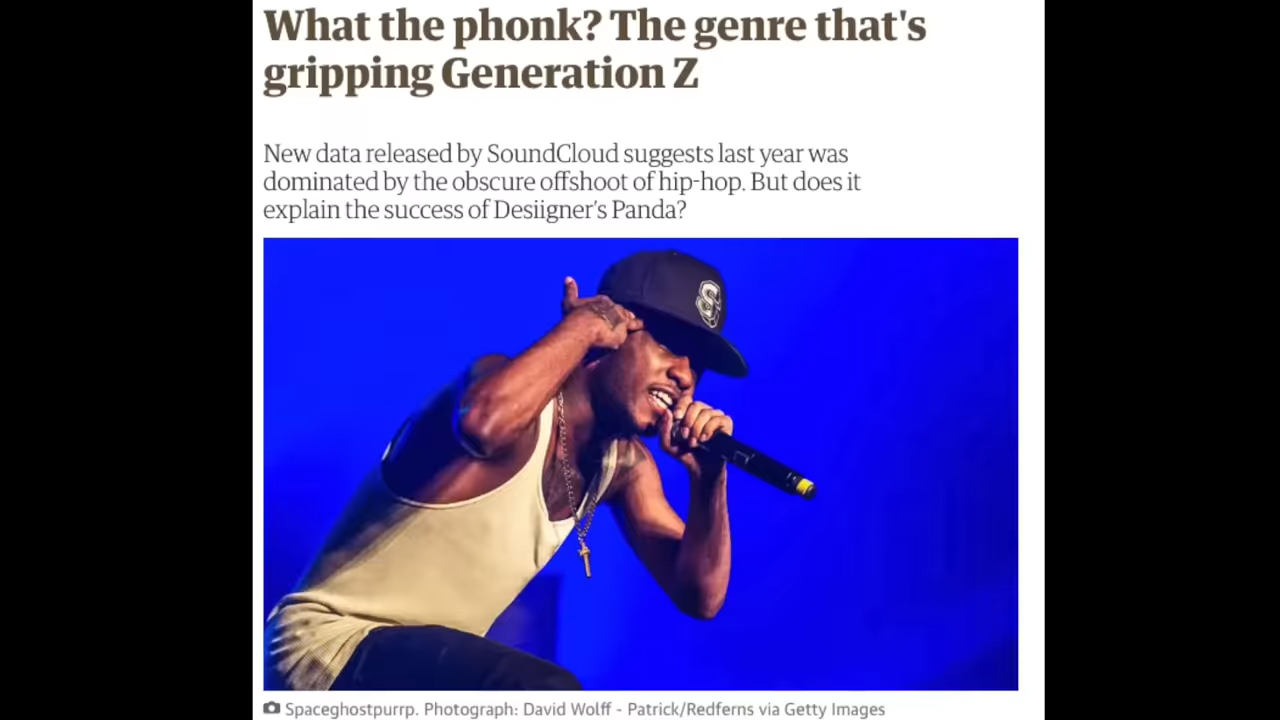 What the phonk? The genre that's
gripping Generation Z
New data released by SoundCloud suggests last year was
dominated by the obscure offshoot of hip-hop. But does it
explain the success of Desiigner's Panda?
S
Spaceghostpurrp. Photograph: David Wolff - Patrick/Redferns via Getty Images